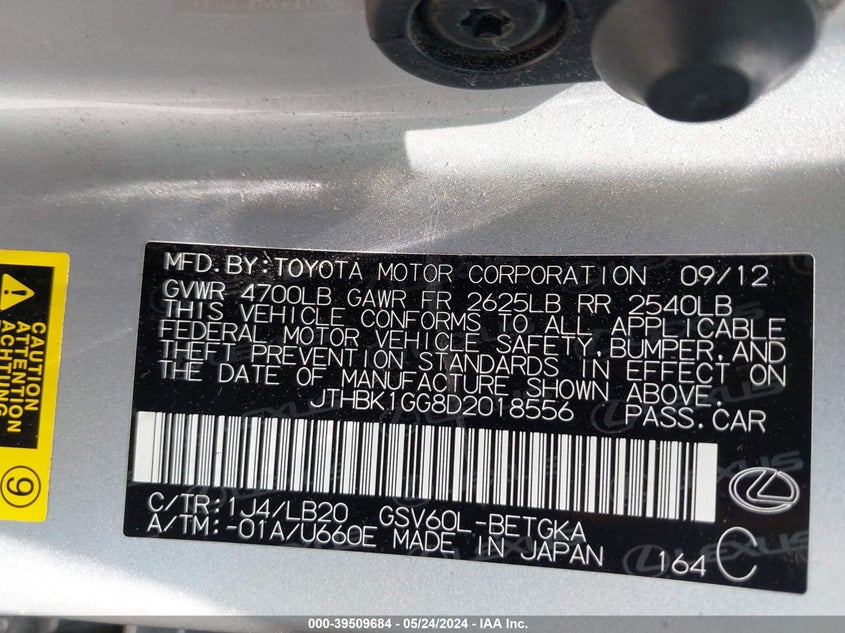 MFD. BY: TOYOTA MOTOR CORPORATION 09/12
GVWR 4700LB GAWR FR 2625LB RR 2540LB
THIS VEHICLE CONFORMS TO ALL APPLICABLE
FEDERAL MOTOR VEHICLE SAFETY, BUMPER, AND
THEFT PREVENTION STANDARDS IN EFFECT ON
THE DATE OF MANUFACTURE SHOWN ABOVE.
JTHBK1GG8D2018556 PASS.CAR
C/TR:1J4/LB20 GSV60L-BETGKA
A/TM:-01A/U660E MADE IN JAPAN
164 C
LEXUS
CAUTION
ATTENTION
ACHTUNG
9
000-39509684 - 05/24/2024 - IAA Inc.